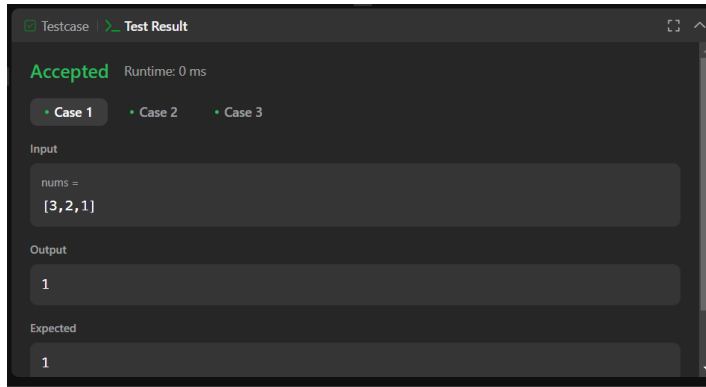 Testcase | >_ Test Result
Accepted Runtime: 0 ms
• Case 1 • Case 2 • Case 3
Input
nums =
[3,2,1]
Output
1
Expected
1